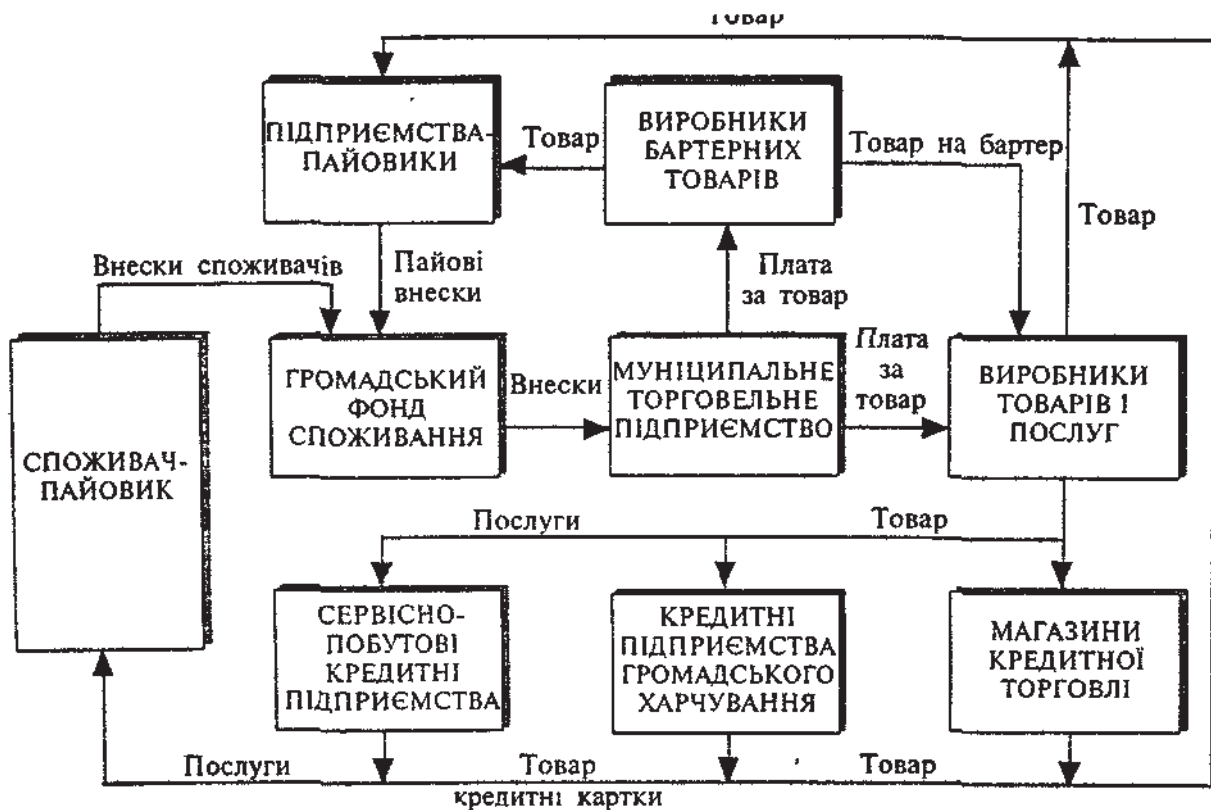 Товар
ПІДПРИЄМСТВА-
ПАЙОВИКИ
Товар
ВИРОБНИКИ
БАРТЕРНИХ
ТОВАРІВ
Товар на бартер
Товар
Внески споживачів
Пайові
внески
Плата
за товар
СПОЖИВАЧ-
ПАЙОВИК
ГРОМАДСЬКИЙ
ФОНД
СПОЖИВАННЯ
Внески
МУНІЦИПАЛЬНЕ
ТОРГОВЕЛЬНЕ
ПІДПРИЄМСТВО
Плата
за
товар
ВИРОБНИКИ
ТОВАРІВ І
ПОСЛУГ
Послуги
Товар
СЕРВІСНО-
ПОБУТОВІ
КРЕДИТНІ
ПІДПРИЄМСТВА
КРЕДИТНІ
ПІДПРИЄМСТВА
ГРОМАДСЬКОГО
ХАРЧУВАННЯ
МАГАЗИНИ
КРЕДИТНОЇ
ТОРГОВЛІ
Послуги
Товар
Товар
кредитні картки